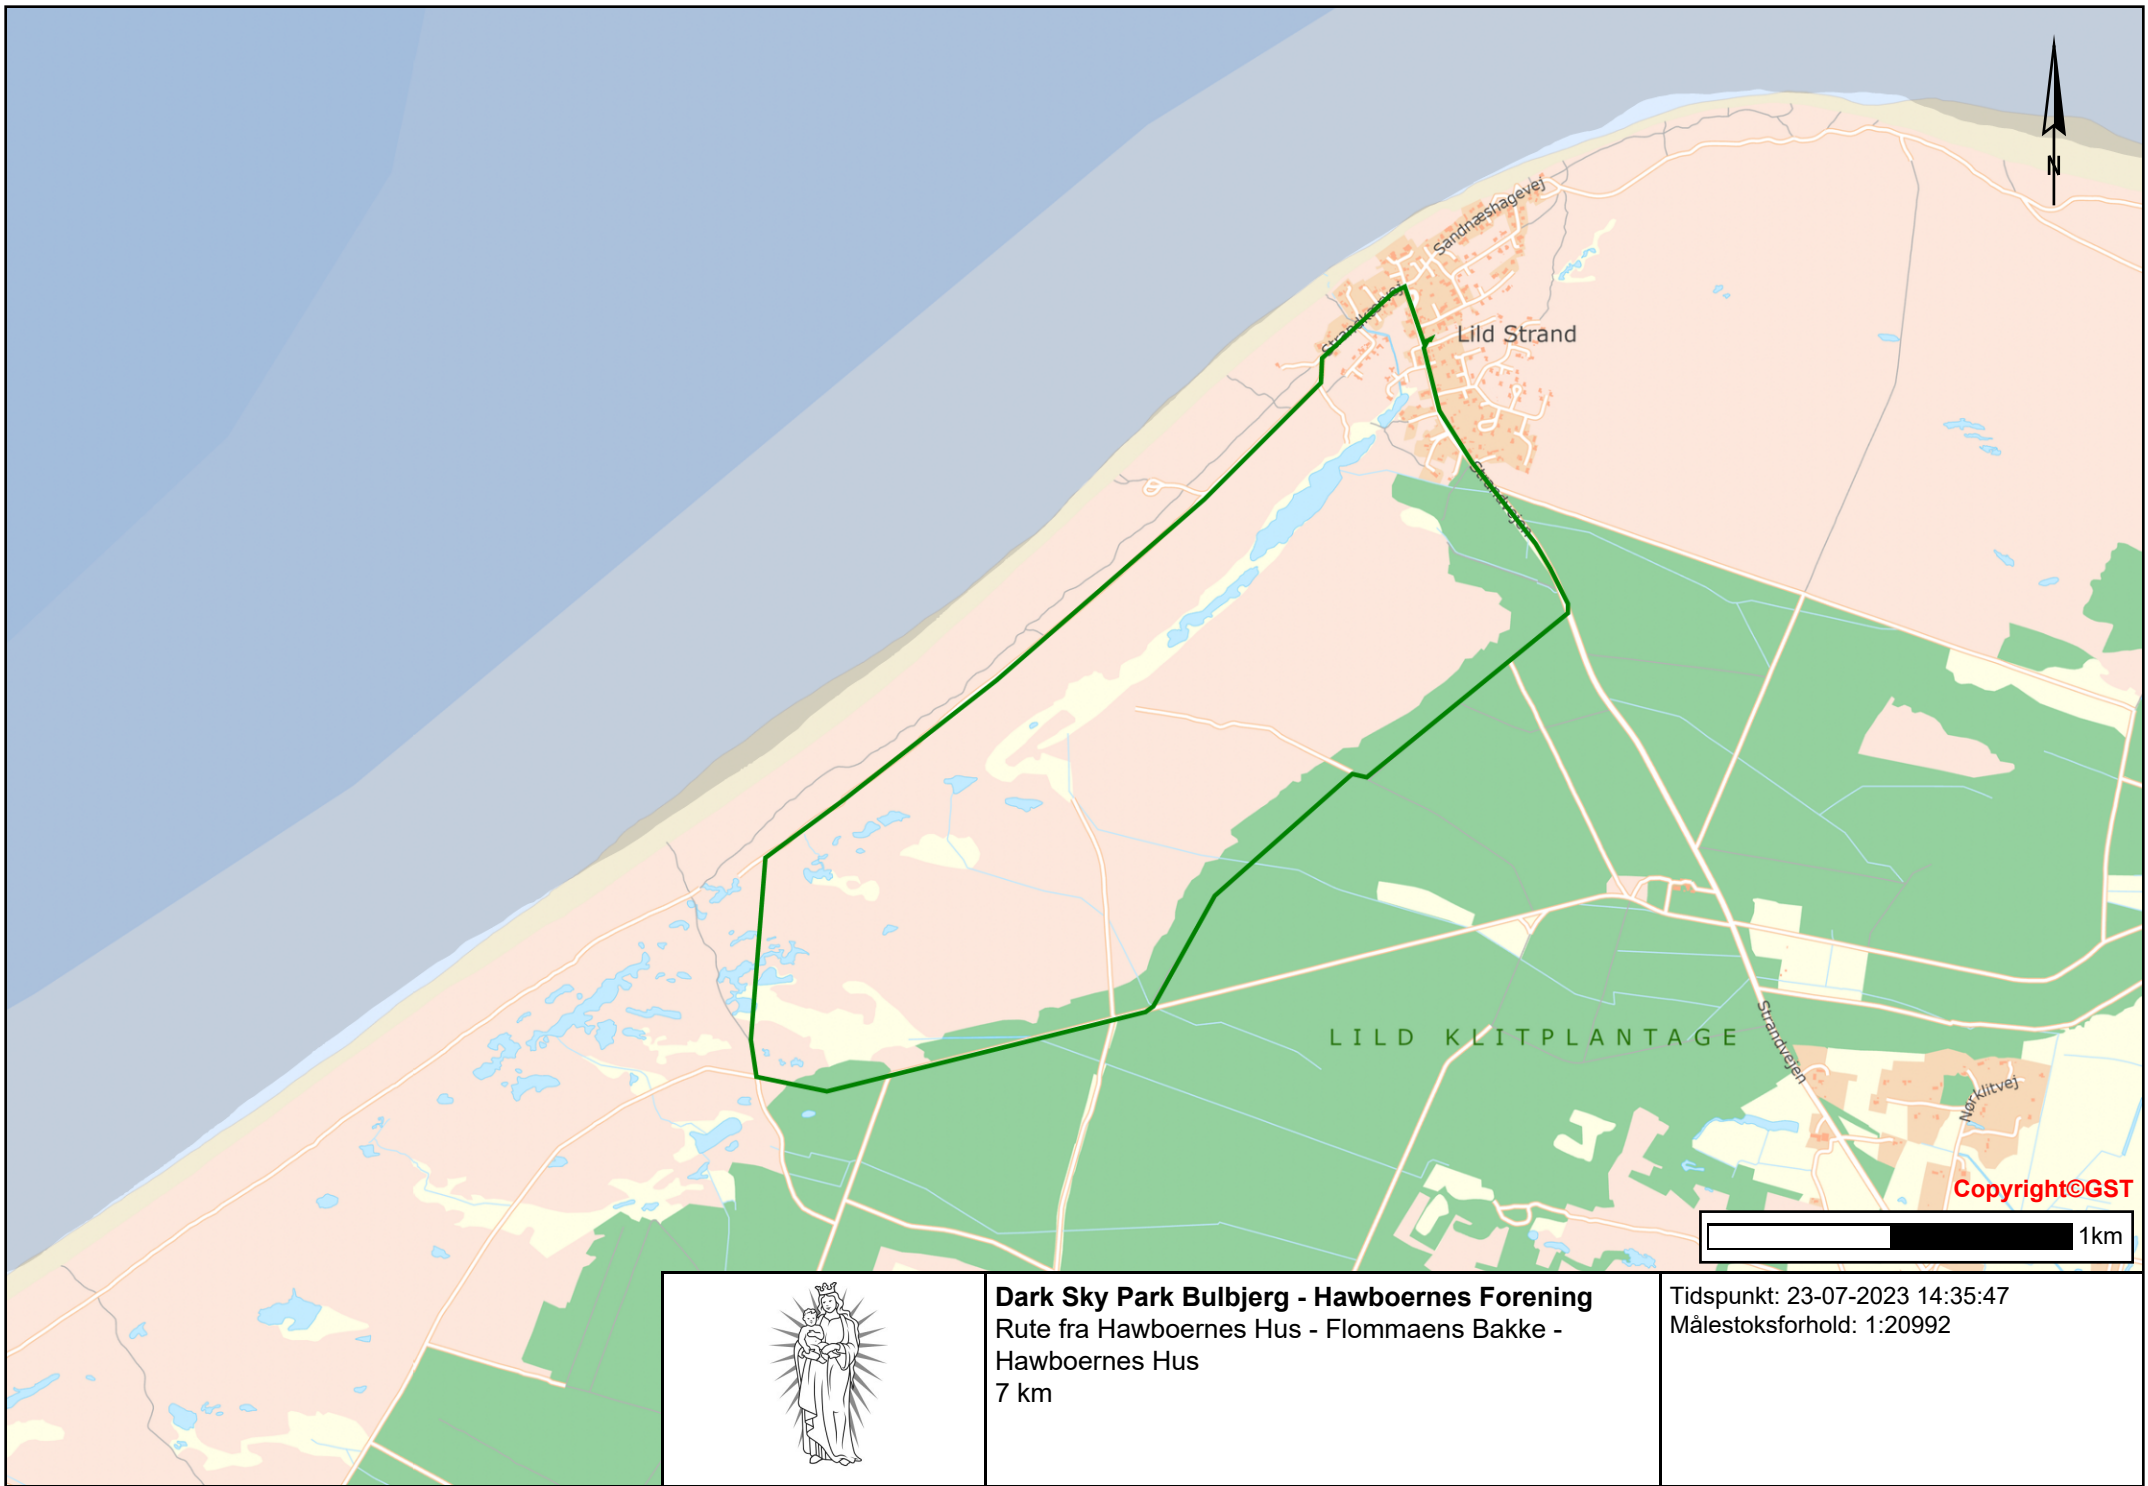 N
Sandnæshagevej
Strandkærvej
Lild Strand
Strandvejen
LILD KLITPLANTAGE
Strandvejen
Nørklitvej
Copyright©GST
1km
Dark Sky Park Bulbjerg - Hawboernes Forening
Rute fra Hawboernes Hus - Flommaens Bakke -
Hawboernes Hus
7 km
Tidspunkt: 23-07-2023 14:35:47
Målestoksforhold: 1:20992